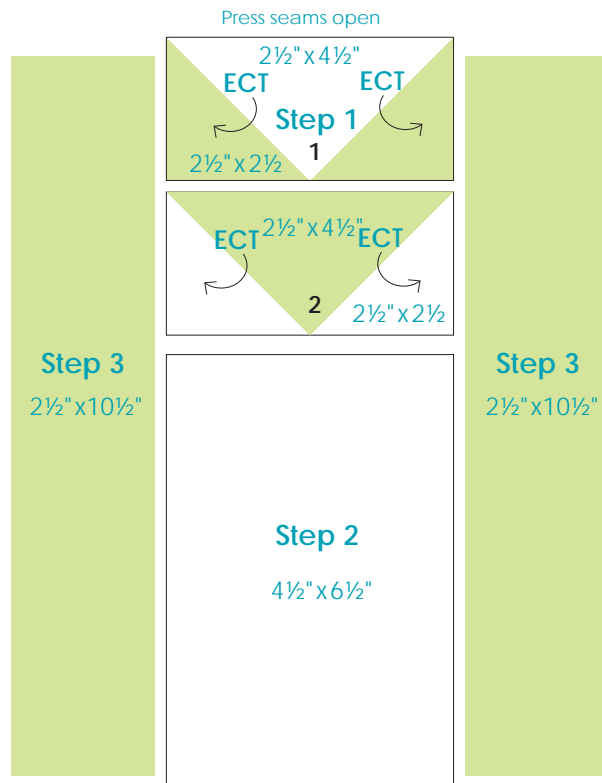 Press seams open
2½" x 4½"
ECT ECT
Step 1
1
2½" x 2½
ECT 2½" x 4½" ECT
2
2½" x 2½
Step 3
2½" x10½"
Step 3
2½" x10½"
Step 2
4½" x 6½"